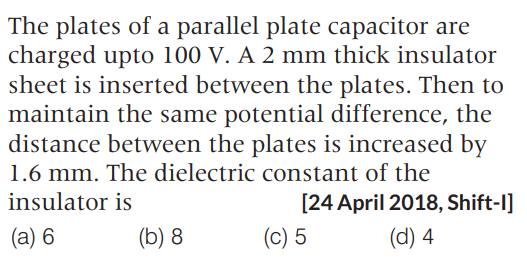 The plates of a parallel plate capacitor are
charged upto 100 V. A 2 mm thick insulator
sheet is inserted between the plates. Then to
maintain the same potential difference, the
distance between the plates is increased by
1.6 mm. The dielectric constant of the
insulator is [24 April 2018, Shift-I]
(a) 6 (b) 8 (c) 5 (d) 4